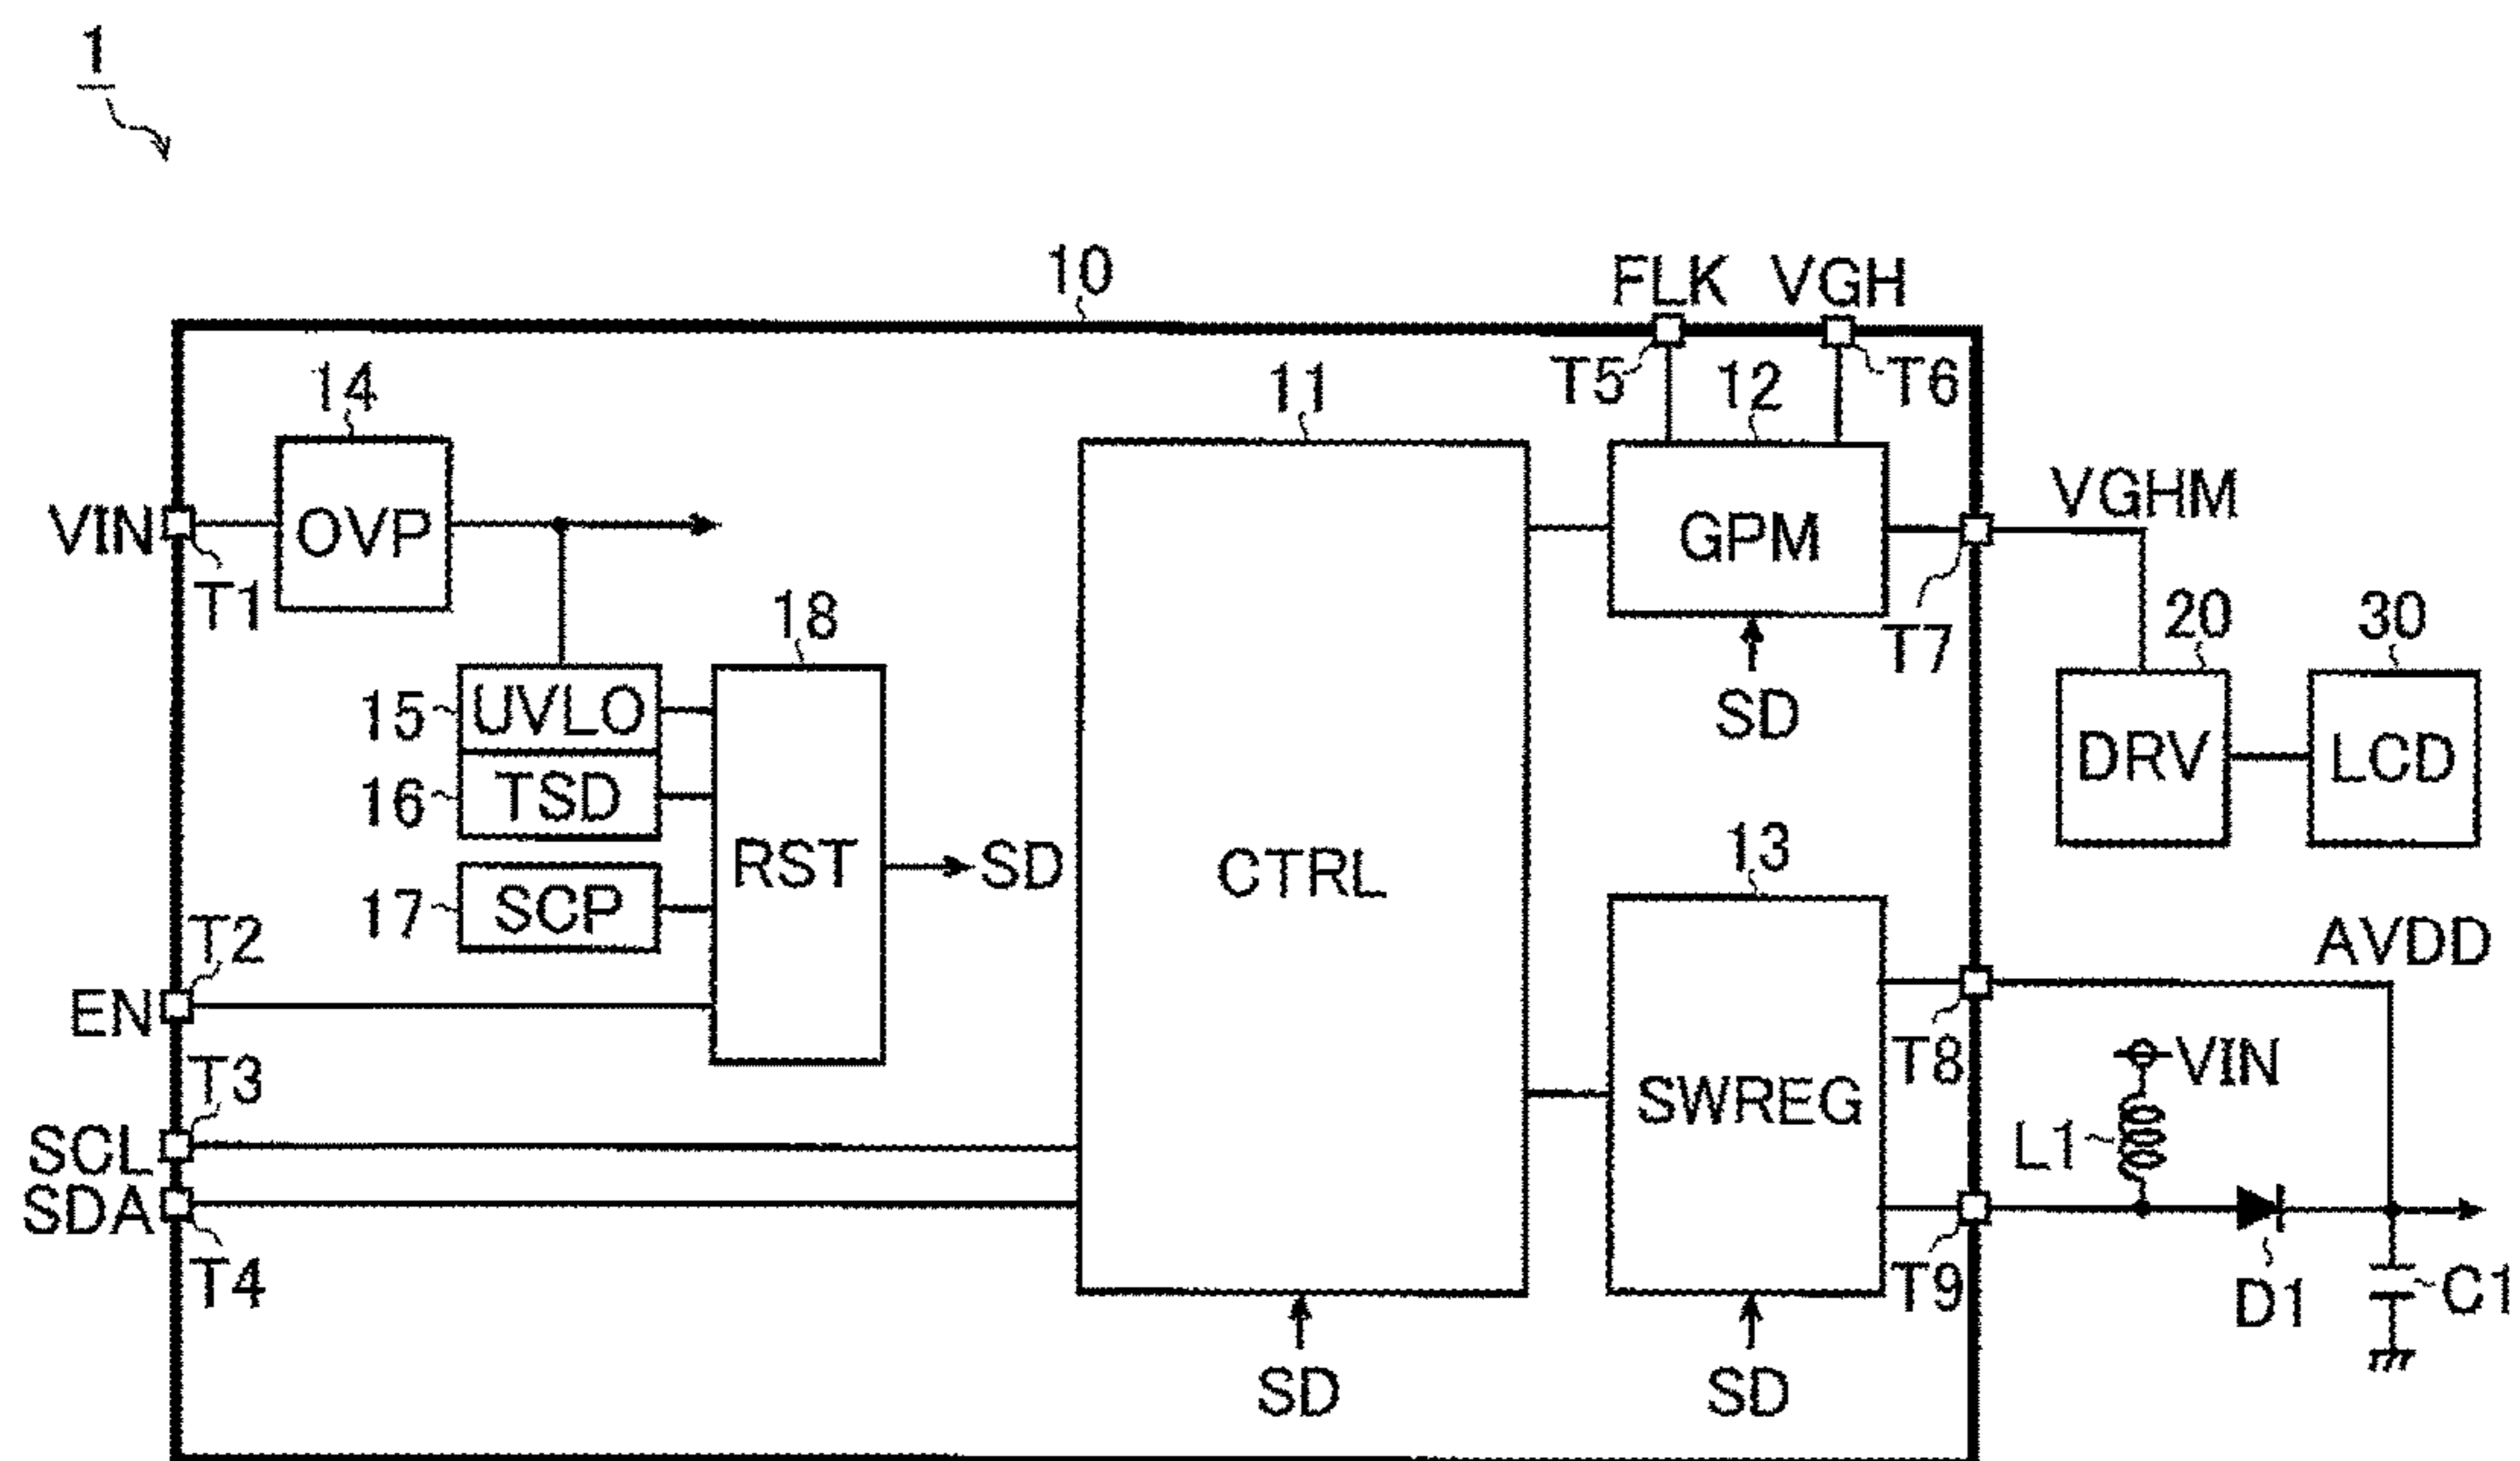 1
10
FLK VGH
T5 T6
14
11
12
VIN
T1
OVP
GPM
VGHM
T7
18
20
30
15 UVLO
16 TSD
17 SCP
RST
SD
CTRL
SD
DRV
LCD
13
T2
EN
AVDD
T3
SCL
SDA
T4
SWREG
T8
VIN
L1
T9
D1
C1
SD
SD